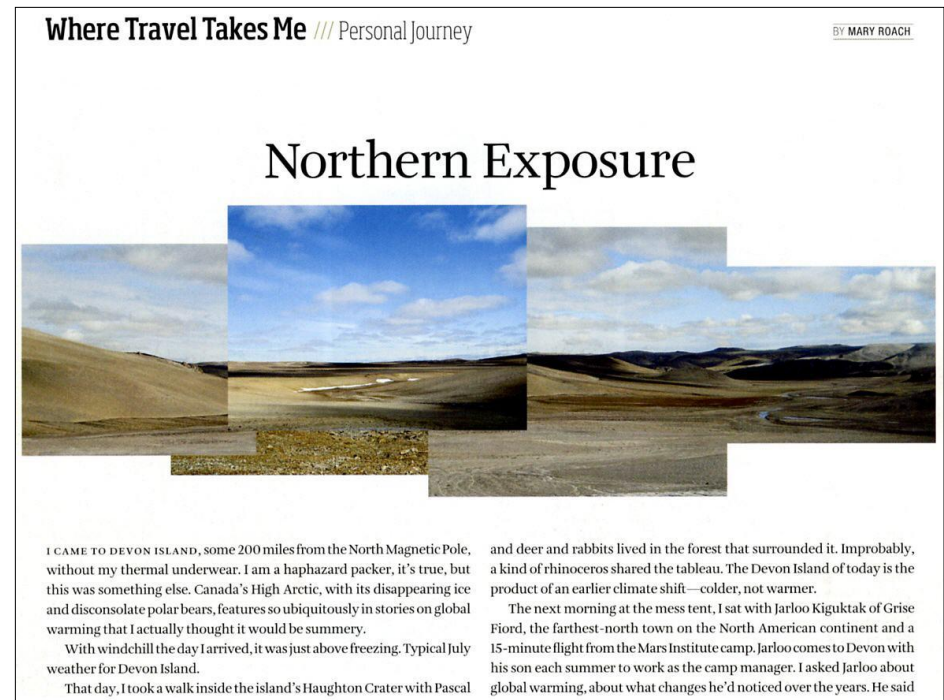 Where Travel Takes Me /// Personal Journey
BY MARY ROACH
Northern Exposure
I CAME TO DEVON ISLAND, some 200 miles from the North Magnetic Pole,
without my thermal underwear. I am a haphazard packer, it's true, but
this was something else. Canada's High Arctic, with its disappearing ice
and disconsolate polar bears, features so ubiquitously in stories on global
warming that I actually thought it would be summery.
With windchill the day I arrived, it was just above freezing. Typical July
weather for Devon Island.
That day, I took a walk inside the island's Haughton Crater with Pascal
and deer and rabbits lived in the forest that surrounded it. Improbably,
a kind of rhinoceros shared the tableau. The Devon Island of today is the
product of an earlier climate shift—colder, not warmer.
The next morning at the mess tent, I sat with Jarloo Kiguktak of Grise
Fiord, the farthest-north town on the North American continent and a
15-minute flight from the Mars Institute camp. Jarloo comes to Devon with
his son each summer to work as the camp manager. I asked Jarloo about
global warming, about what changes he'd noticed over the years. He said